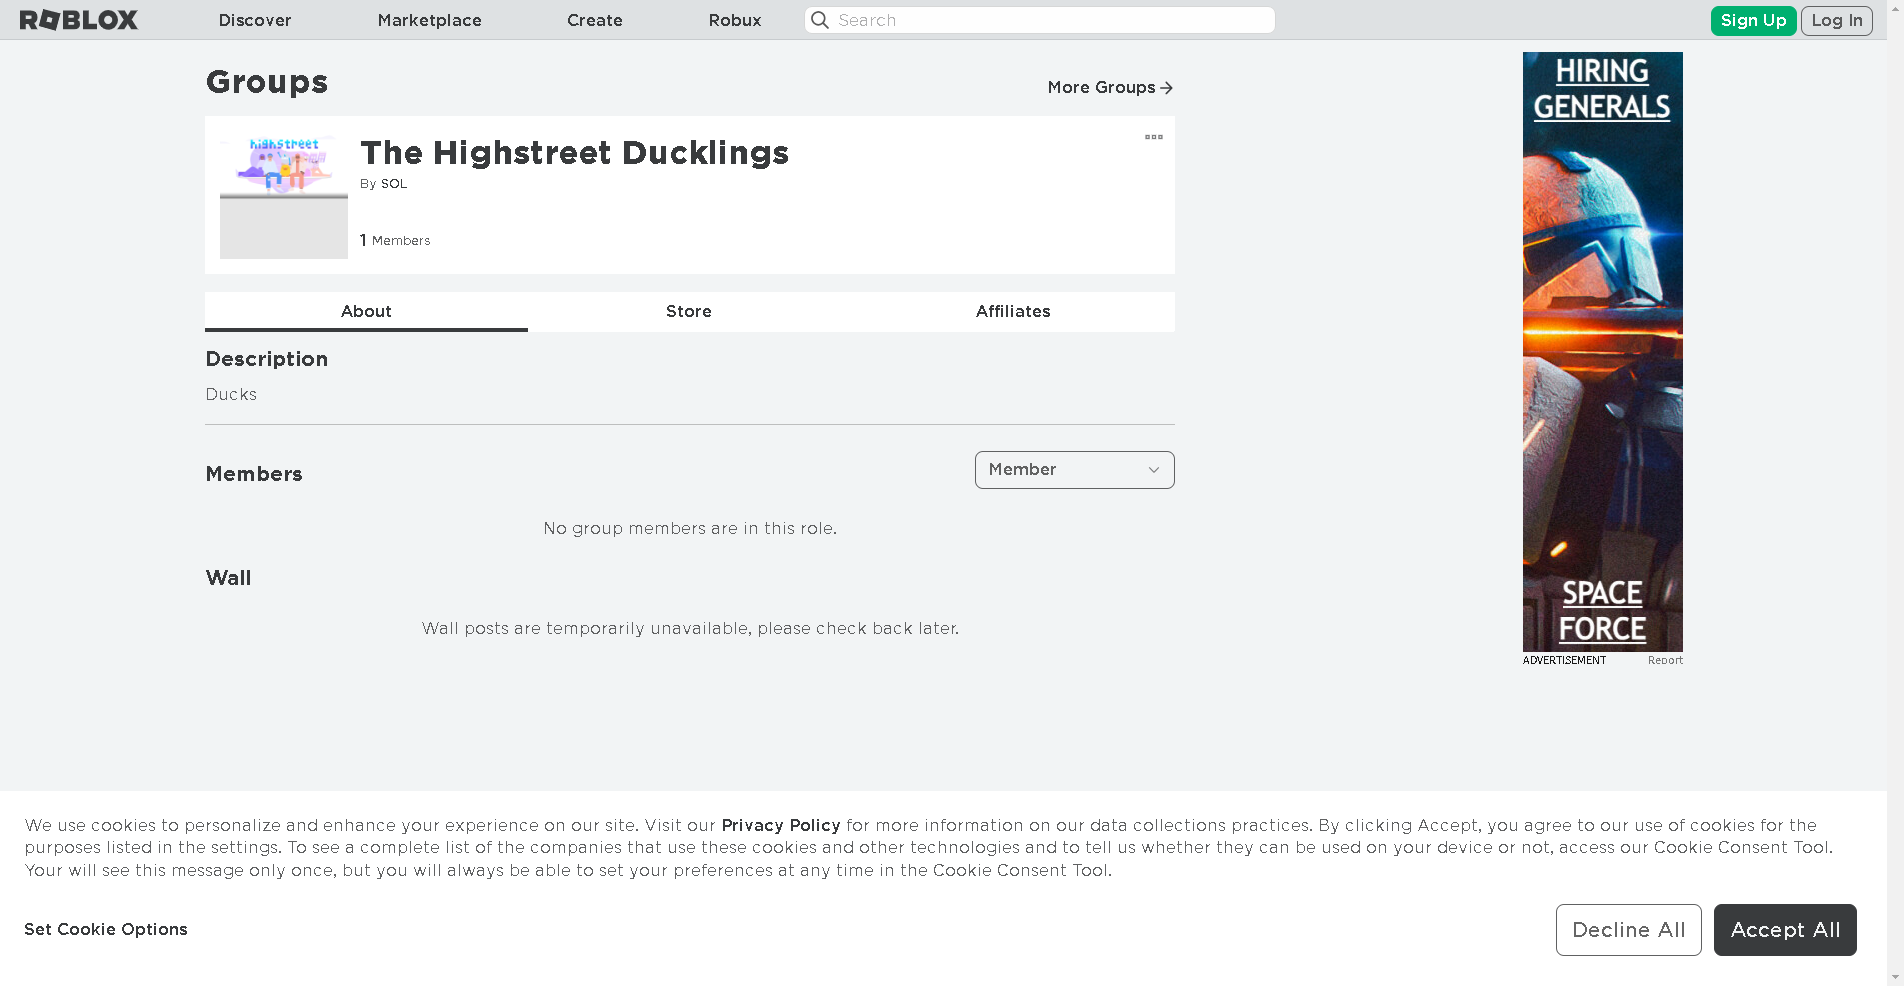 ROBLOX
Discover
Marketplace
Create
Robux
Search
Sign Up
Log In
Groups
More Groups
highstreet
The Highstreet Ducklings
By SOL
1 Members
About
Store
Affiliates
Description
Ducks
Members
Member
No group members are in this role.
Wall
Wall posts are temporarily unavailable, please check back later.
HIRING
GENERALS
SPACE
FORCE
ADVERTISEMENT
Report
We use cookies to personalize and enhance your experience on our site. Visit our Privacy Policy for more information on our data collections practices. By clicking Accept, you agree to our use of cookies for the
purposes listed in the settings. To see a complete list of the companies that use these cookies and other technologies and to tell us whether they can be used on your device or not, access our Cookie Consent Tool.
Your will see this message only once, but you will always be able to set your preferences at any time in the Cookie Consent Tool.
Set Cookie Options
Decline All
Accept All